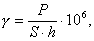 γ = P / (S · h) · 10⁶,